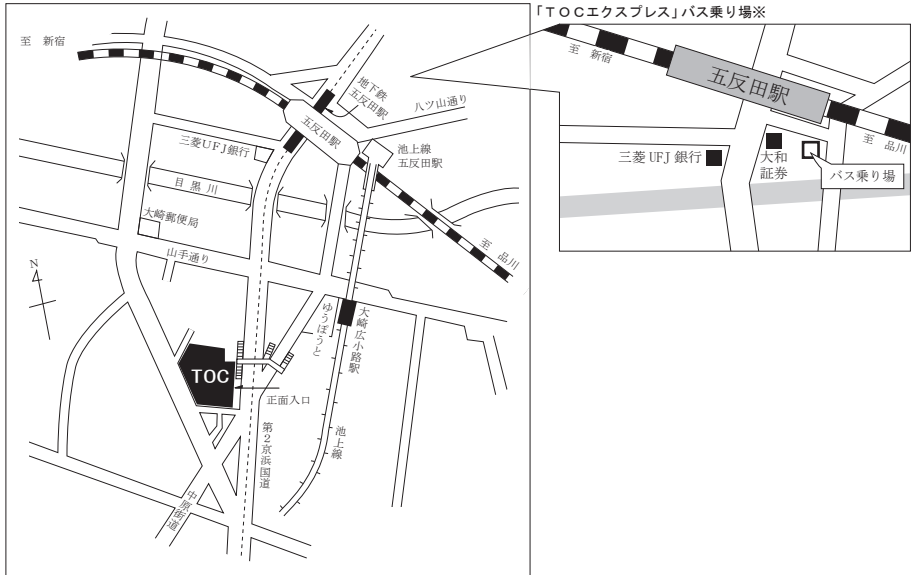 「TOCエクスプレス」バス乗り場※
至 新宿
地下鉄
五反田駅
八ツ山通り
五反田駅
三菱UFJ銀行
池上線
五反田駅
目黒川
大崎郵便局
山手通り
至 品川
N
大崎広小路駅
ゆうぽうと
TOC
正面入口
池上線
第2京浜国道
中原街道
至 新宿
五反田駅
至 品川
三菱UFJ銀行
大和
証券
バス乗り場